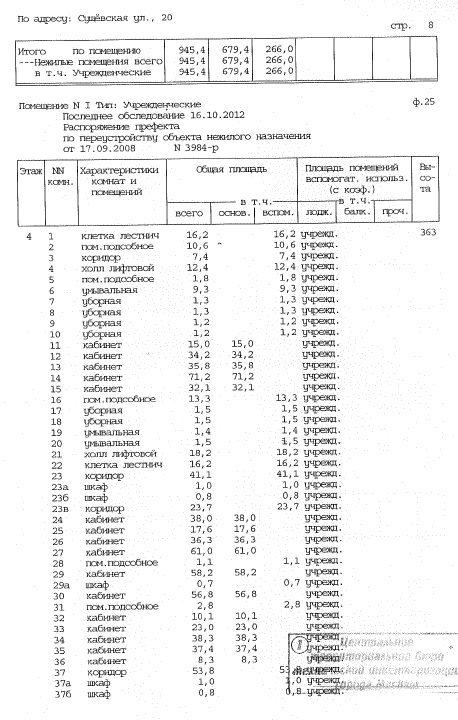 По адресу: Сущёвская ул., 20
стр. 8
Итого по помещению 945,4 679,4 266,0
---Нежилые помещения всего 945,4 679,4 266,0
в т.ч. Учрежденческие 945,4 679,4 266,0
Помещение N I Тип: Учрежденческие ф.25
Последнее обследование 16.10.2012
Распоряжение префекта
по переустройству объекта нежилого назначения
от 17.09.2008 N 3984-р
Этаж NN Характеристики Общая площадь Площадь помещений Вы-
комн. комнат и вспомогат. использ. со-
помещений (с коэф.) та
в т.ч. в т.ч.
всего основ. вспом. лодж. балк. проч.
4 1 клетка лестнич 16,2 16,2 учрежд. 363
2 пом.подсобное 10,6 10,6 учрежд.
3 коридор 7,4 7,4 учрежд.
4 холл лифтовой 12,4 12,4 учрежд.
5 пом.подсобное 1,8 1,8 учрежд.
6 умывальная 9,3 9,3 учрежд.
7 уборная 1,3 1,3 учрежд.
8 уборная 1,3 1,3 учрежд.
9 уборная 1,2 1,2 учрежд.
10 уборная 1,2 1,2 учрежд.
11 кабинет 15,0 15,0 учрежд.
12 кабинет 34,2 34,2 учрежд.
13 кабинет 35,8 35,8 учрежд.
14 кабинет 71,2 71,2 учрежд.
15 кабинет 32,1 32,1 учрежд.
16 пом.подсобное 13,3 13,3 учрежд.
17 уборная 1,5 1,5 учрежд.
18 уборная 1,5 1,5 учрежд.
19 умывальная 1,4 1,4 учрежд.
20 умывальная 1,5 1,5 учрежд.
21 холл лифтовой 18,2 18,2 учрежд.
22 клетка лестнич 16,2 16,2 учрежд.
23 коридор 41,1 41,1 учрежд.
23а шкаф 1,0 1,0 учрежд.
23б шкаф 0,8 0,8 учрежд.
23в коридор 23,7 23,7 учрежд.
24 кабинет 38,0 38,0 учрежд.
25 кабинет 17,6 17,6 учрежд.
26 кабинет 36,3 36,3 учрежд.
27 кабинет 61,0 61,0 учрежд.
28 пом.подсобное 1,1 1,1 учрежд.
29 кабинет 58,2 58,2 учрежд.
29а шкаф 0,7 0,7 учрежд.
30 кабинет 56,8 56,8 учрежд.
31 пом.подсобное 2,8 2,8 учрежд.
32 кабинет 10,1 10,1 учрежд.
33 кабинет 23,0 23,0 учрежд.
34 кабинет 38,3 38,3 учрежд.
35 кабинет 37,4 37,4
36 кабинет 8,3 8,3
37 коридор 53,8 53,8
37а шкаф 1,0 1,0 учрежд.
37б шкаф 0,8 0,8 учрежд.
Центральное
территориальное бюро
технической инвентаризации
города Москвы